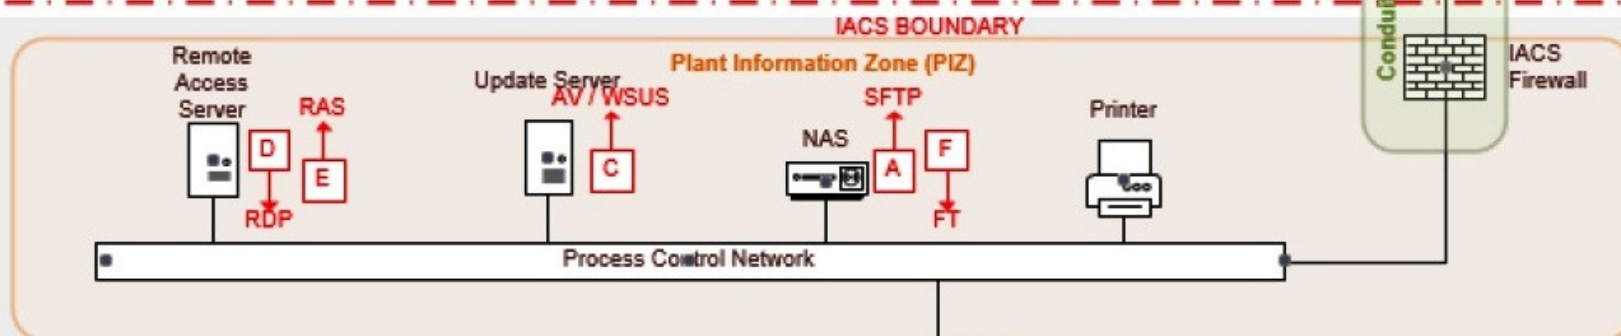 IACS BOUNDARY
Plant Information Zone (PIZ)
Remote
Access
Server
RAS
D
E
RDP
Update Server
AV / WSUS
C
NAS
SFTP
A
F
FT
Printer
IACS
Firewall
Process Control Network